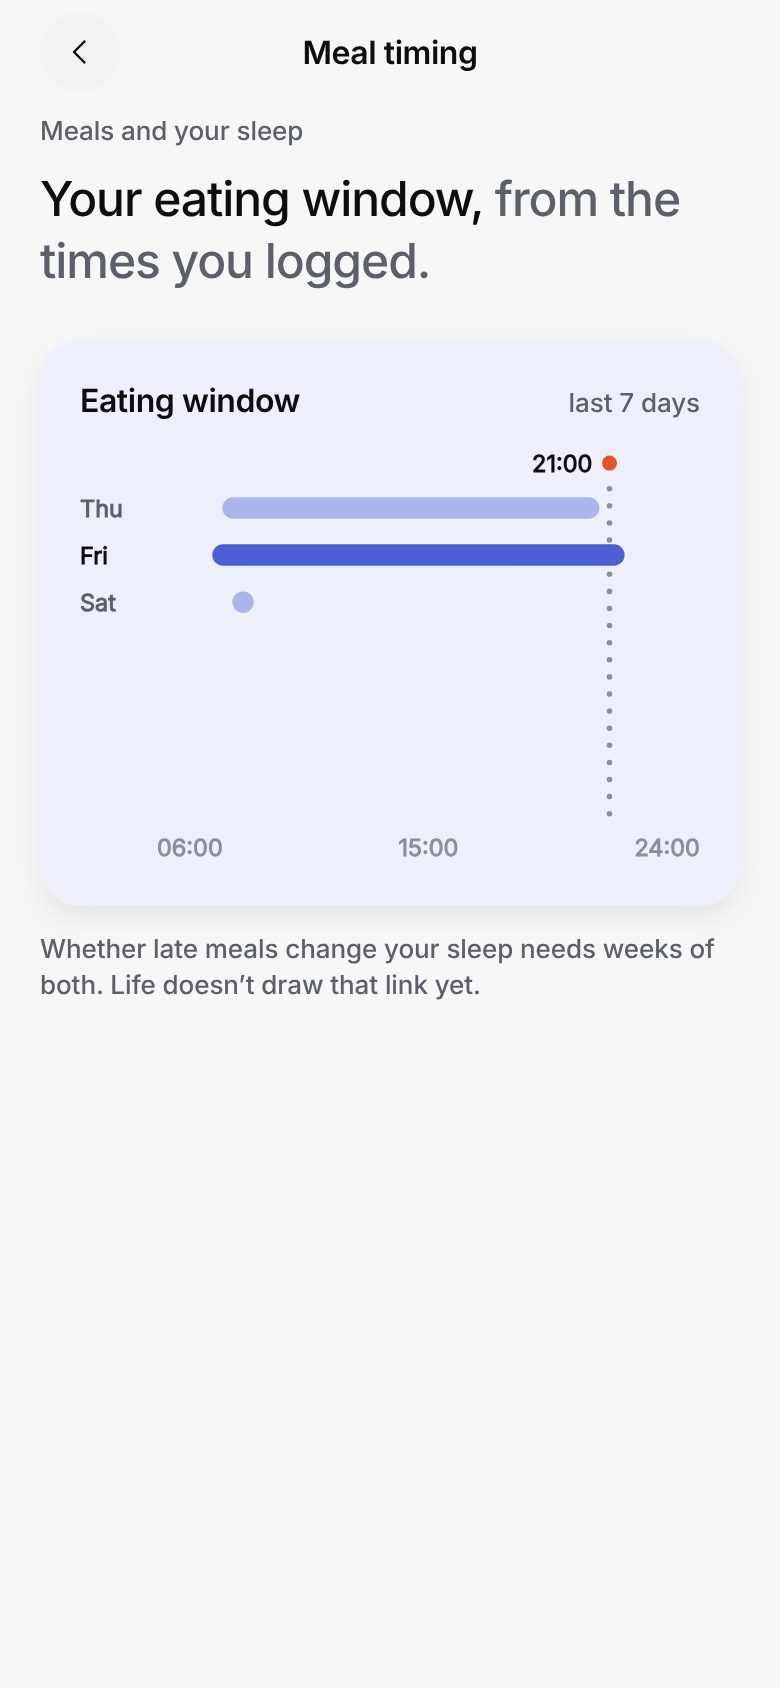 Meal timing
Meals and your sleep
Your eating window, from the
times you logged.
Eating window
last 7 days
21:00
Thu
Fri
Sat
06:00
15:00
24:00
Whether late meals change your sleep needs weeks of
both. Life doesn’t draw that link yet.